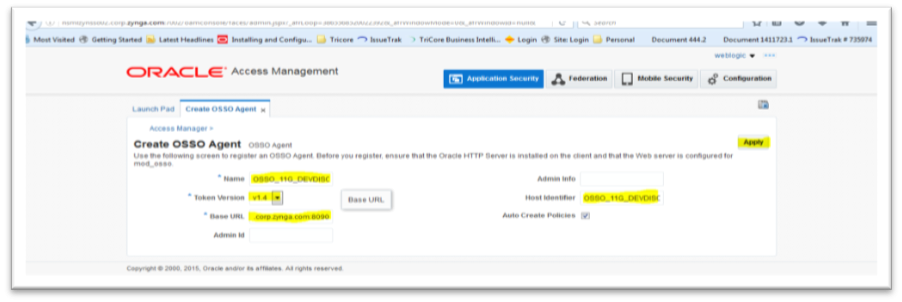 Most Visited Getting Started Latest Headlines Installing and Configu... Tricore IssueTrak TriCore Business Intelli... Login Site: Login Personal Document 444.2 Document 1411723.1 IssueTrak # 735974
weblogic
ORACLE Access Management
Application Security Federation Mobile Security Configuration
Launch Pad Create OSSO Agent x
Access Manager >
Create OSSO Agent OSSO Agent Apply
Use the following screen to register an OSSO Agent. Before you register, ensure that the Oracle HTTP Server is installed on the client and that the Web server is configured for
mod_osso.
* Name OSSO_11G_DEVDISC Admin Info
* Token Version v1.4 Base URL Host Identifier OSSO_11G_DEVDISC
* Base URL .corp.zynga.com:8090 Auto Create Policies
Admin Id
Copyright © 2000, 2015, Oracle and/or its affiliates. All rights reserved.